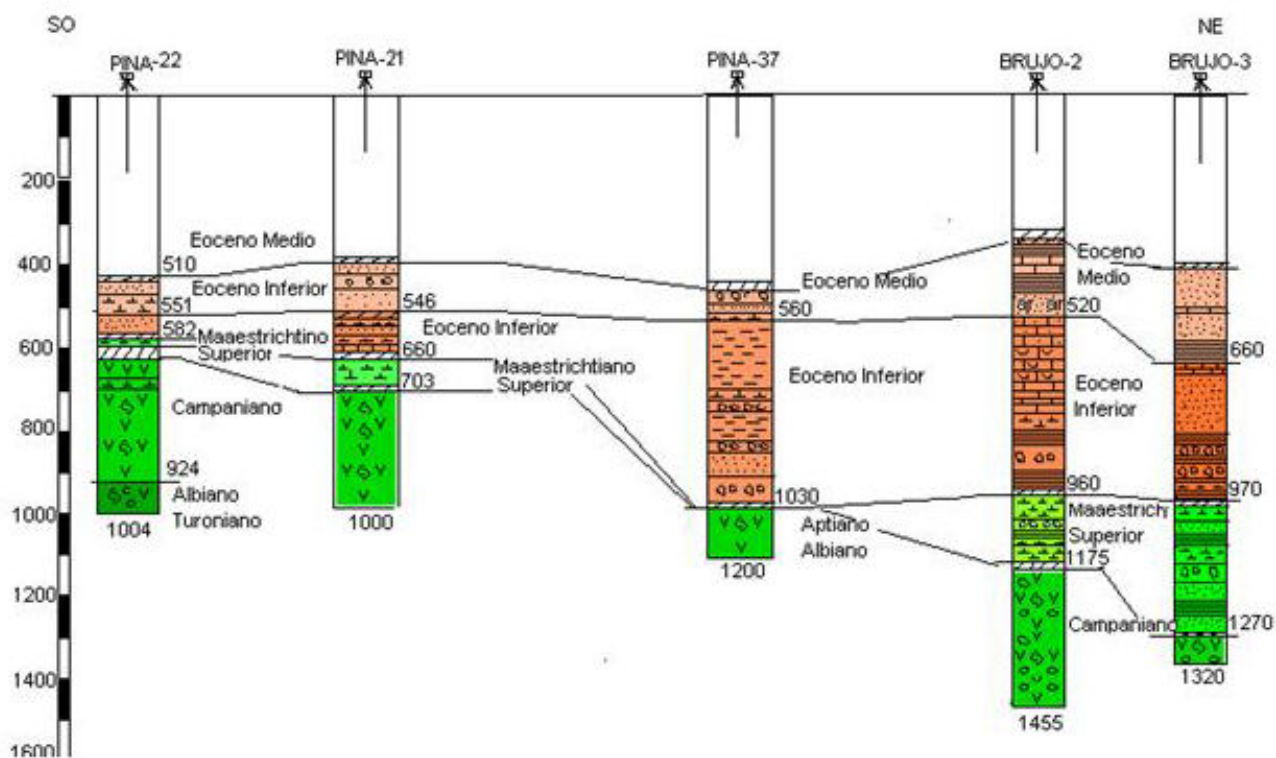 SO
NE
PINA-22
PINA-21
PINA-37
BRUJO-2
BRUJO-3
200
400
600
800
1000
1200
1400
1600
510
Eoceno Medio
Eoceno Inferior
551
582
Maaestrichtino
Superior
Campaniano
924
Albiano
Turoniano
1004
546
Eoceno Inferior
660
Maaestrichtiano
Superior
703
1000
Eoceno Medio
560
Eoceno Inferior
1030
Aptiano
Albiano
1200
Eoceno
Medio
ar ar
520
Eoceno
Inferior
960
Maaestrich
Superior
1175
Campaniano
1455
660
970
1270
1320